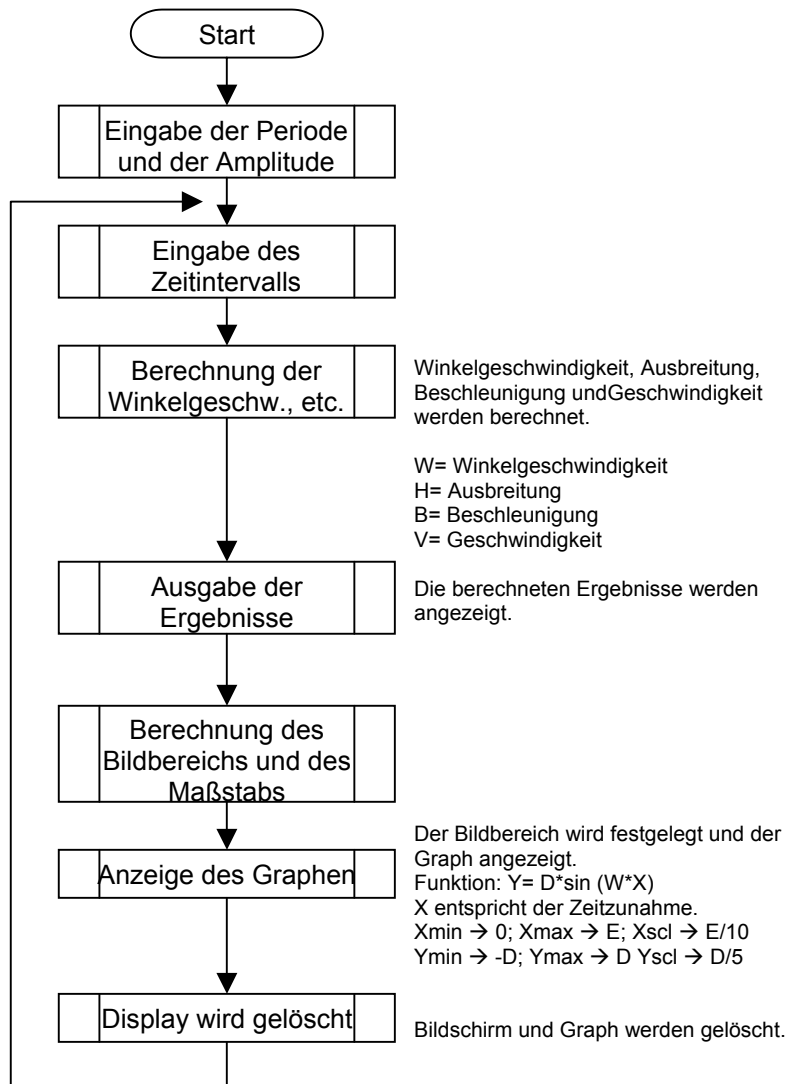 Start
Eingabe der Periode
und der Amplitude
Eingabe des
Zeitintervalls
Berechnung der
Winkelgeschw., etc.
Winkelgeschwindigkeit, Ausbreitung,
Beschleunigung undGeschwindigkeit
werden berechnet.
W= Winkelgeschwindigkeit
H= Ausbreitung
B= Beschleunigung
V= Geschwindigkeit
Ausgabe der
Ergebnisse
Die berechneten Ergebnisse werden
angezeigt.
Berechnung des
Bildbereichs und des
Maßstabs
Anzeige des Graphen
Der Bildbereich wird festgelegt und der
Graph angezeigt.
Funktion: Y= D*sin (W*X)
X entspricht der Zeitzunahme.
Xmin → 0; Xmax → E; Xscl → E/10
Ymin → -D; Ymax → D Yscl → D/5
Display wird gelöscht
Bildschirm und Graph werden gelöscht.